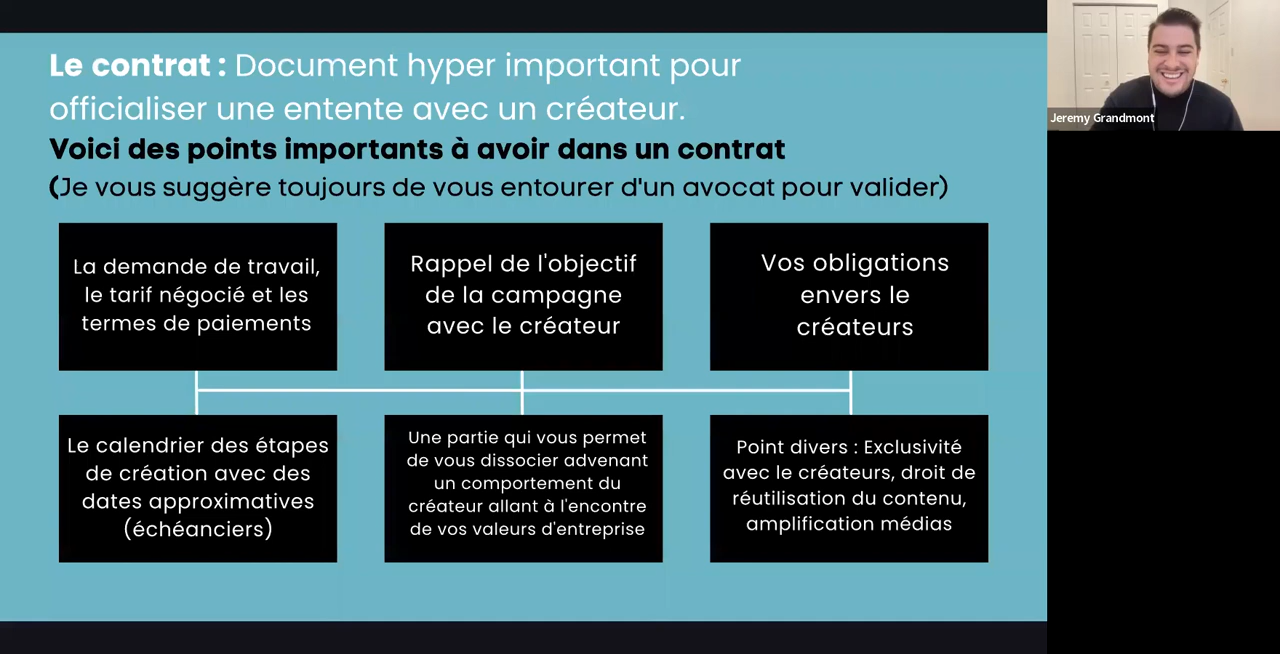 Le contrat : Document hyper important pour
officialiser une entente avec un créateur.
Voici des points importants à avoir dans un contrat
(Je vous suggère toujours de vous entourer d'un avocat pour valider)
La demande de travail,
le tarif négocié et les
termes de paiements
Rappel de l'objectif
de la campagne
avec le créateur
Vos obligations
envers le
créateurs
Le calendrier des étapes
de création avec des
dates approximatives
(échéanciers)
Une partie qui vous permet
de vous dissocier advenant
un comportement du
créateur allant à l'encontre
de vos valeurs d'entreprise
Point divers : Exclusivité
avec le créateurs, droit de
réutilisation du contenu,
amplification médias
Jeremy Grandmont